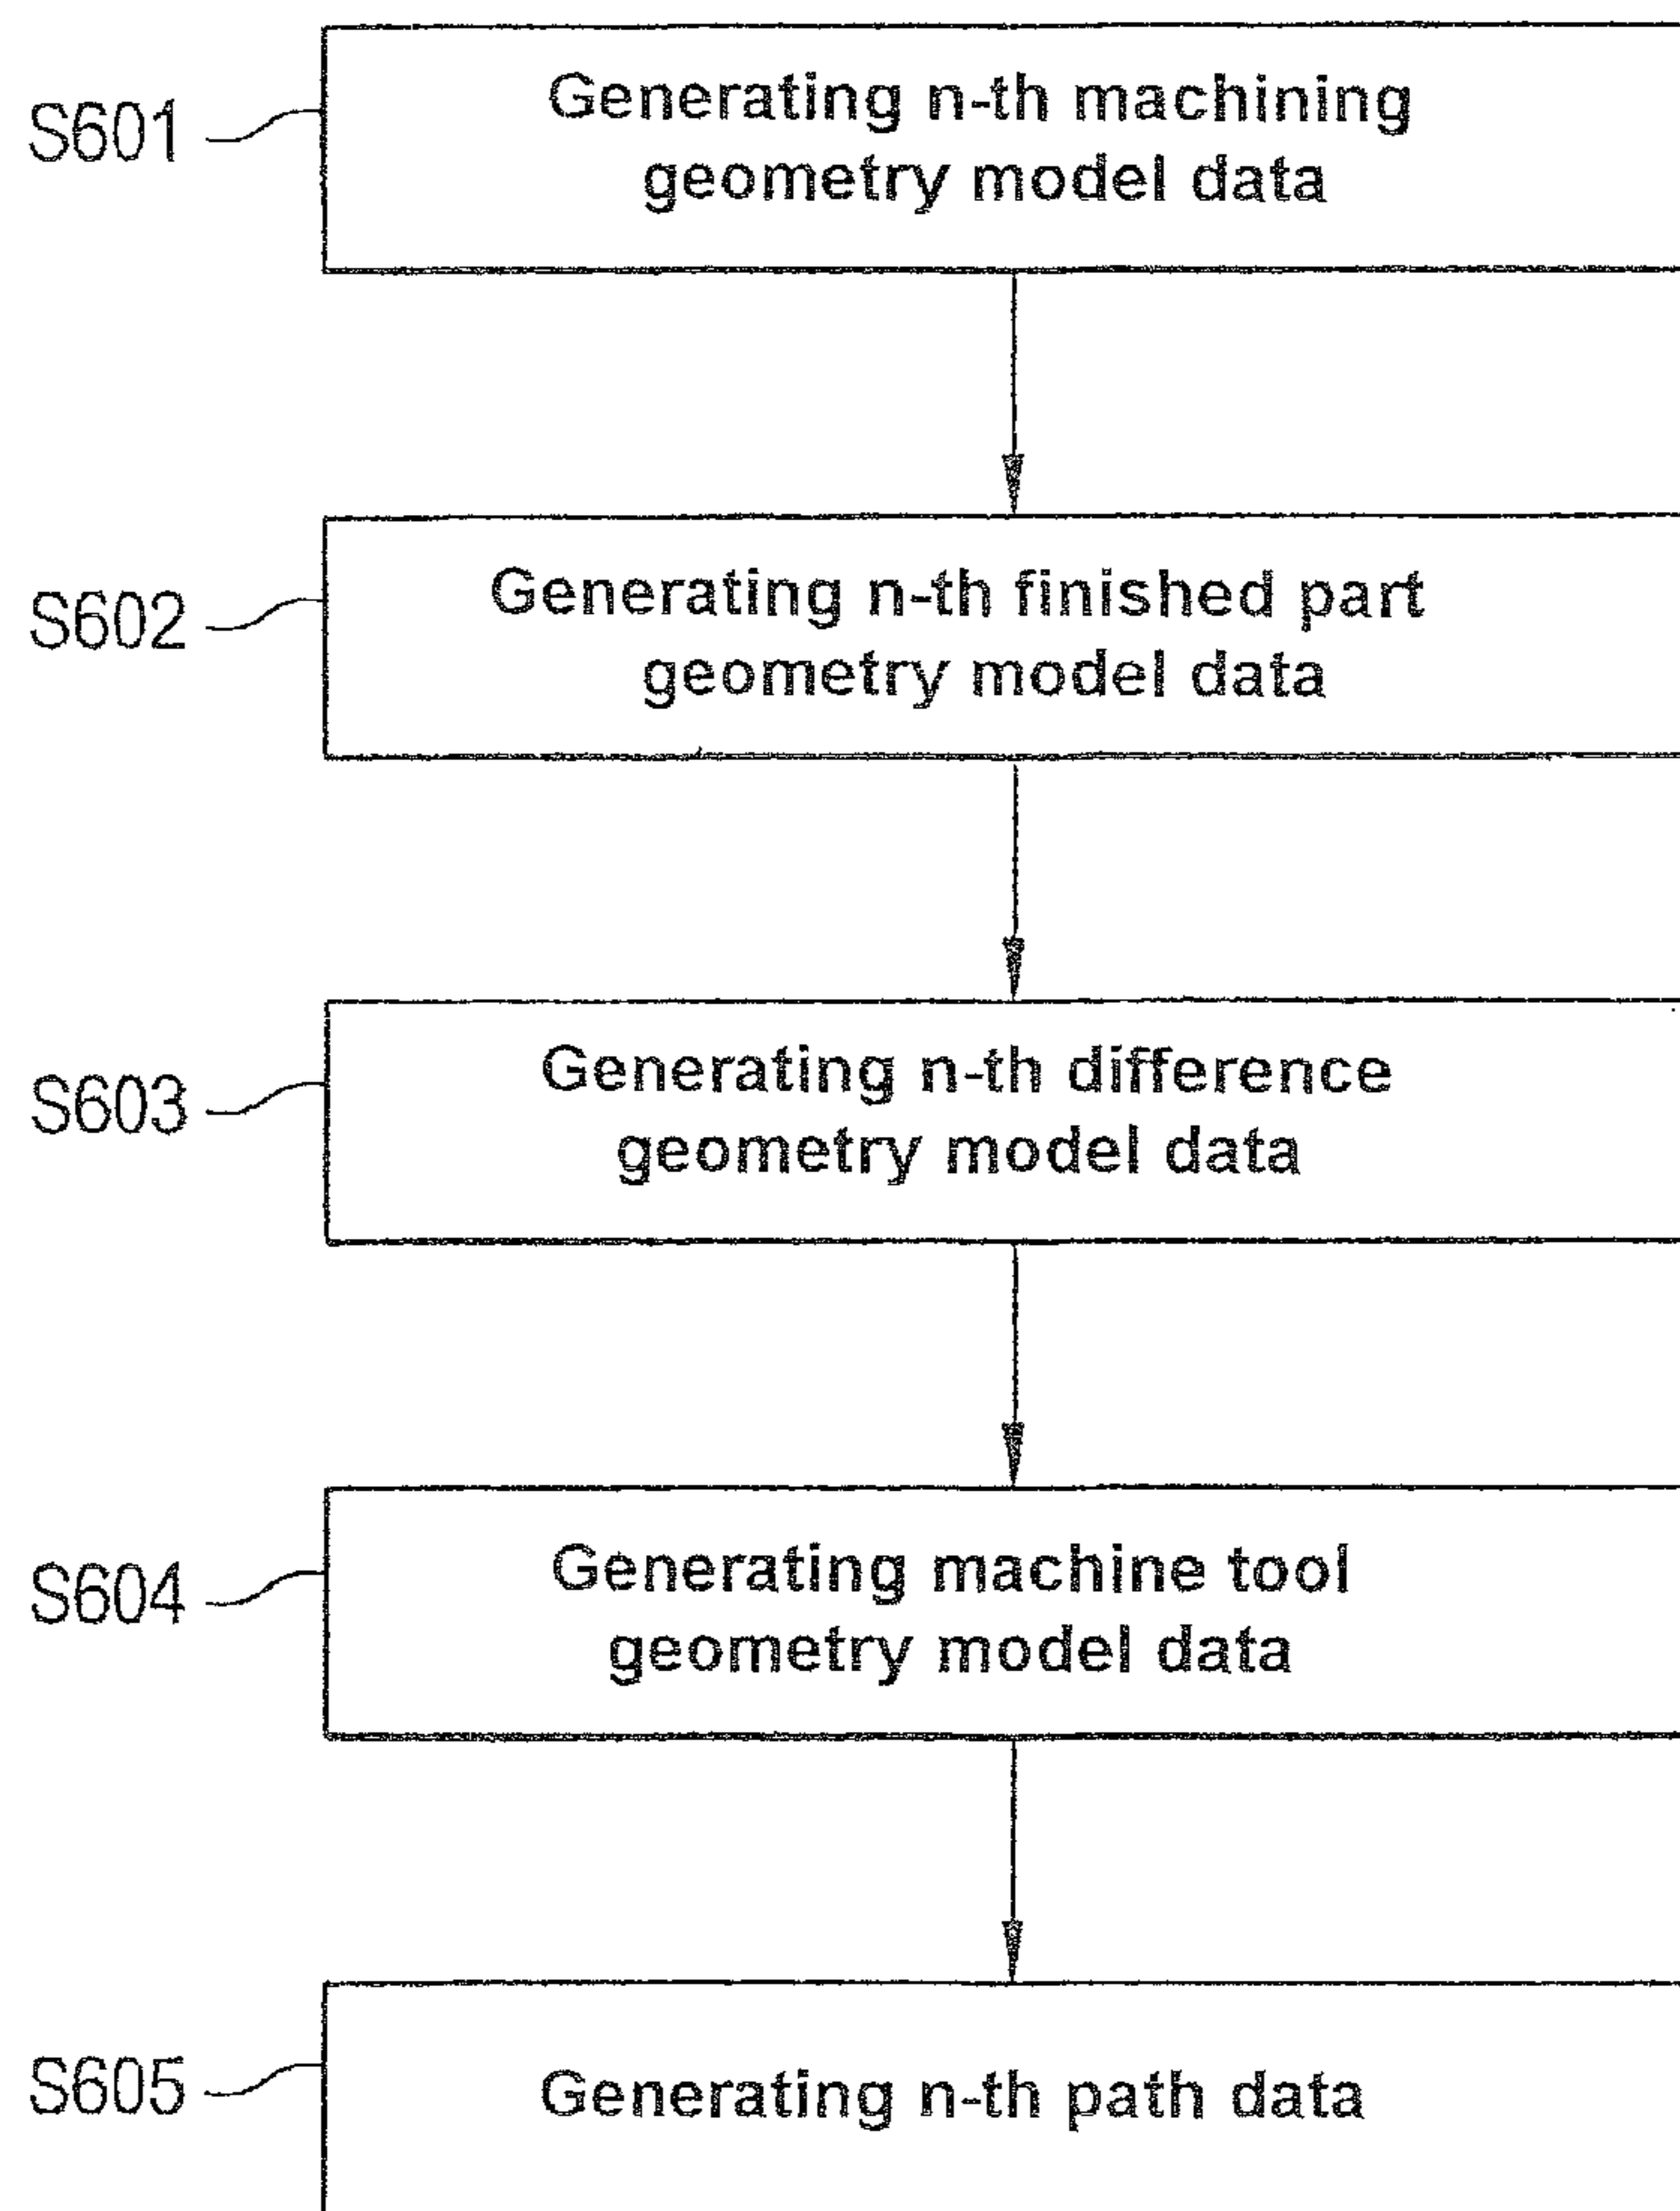 S601
Generating n-th machining
geometry model data
S602
Generating n-th finished part
geometry model data
S603
Generating n-th difference
geometry model data
S604
Generating machine tool
geometry model data
S605
Generating n-th path data